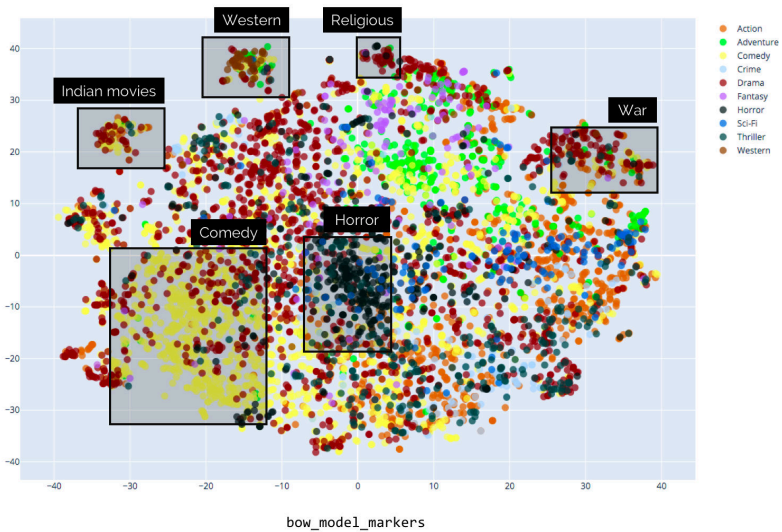 Western
Religious
Indian movies
War
Comedy
Horror
Action
Adventure
Comedy
Crime
Drama
Fantasy
Horror
Sci-Fi
Thriller
Western
40
30
20
10
0
−10
−20
−30
−40
−40
−30
−20
−10
0
10
20
30
40
bow_model_markers